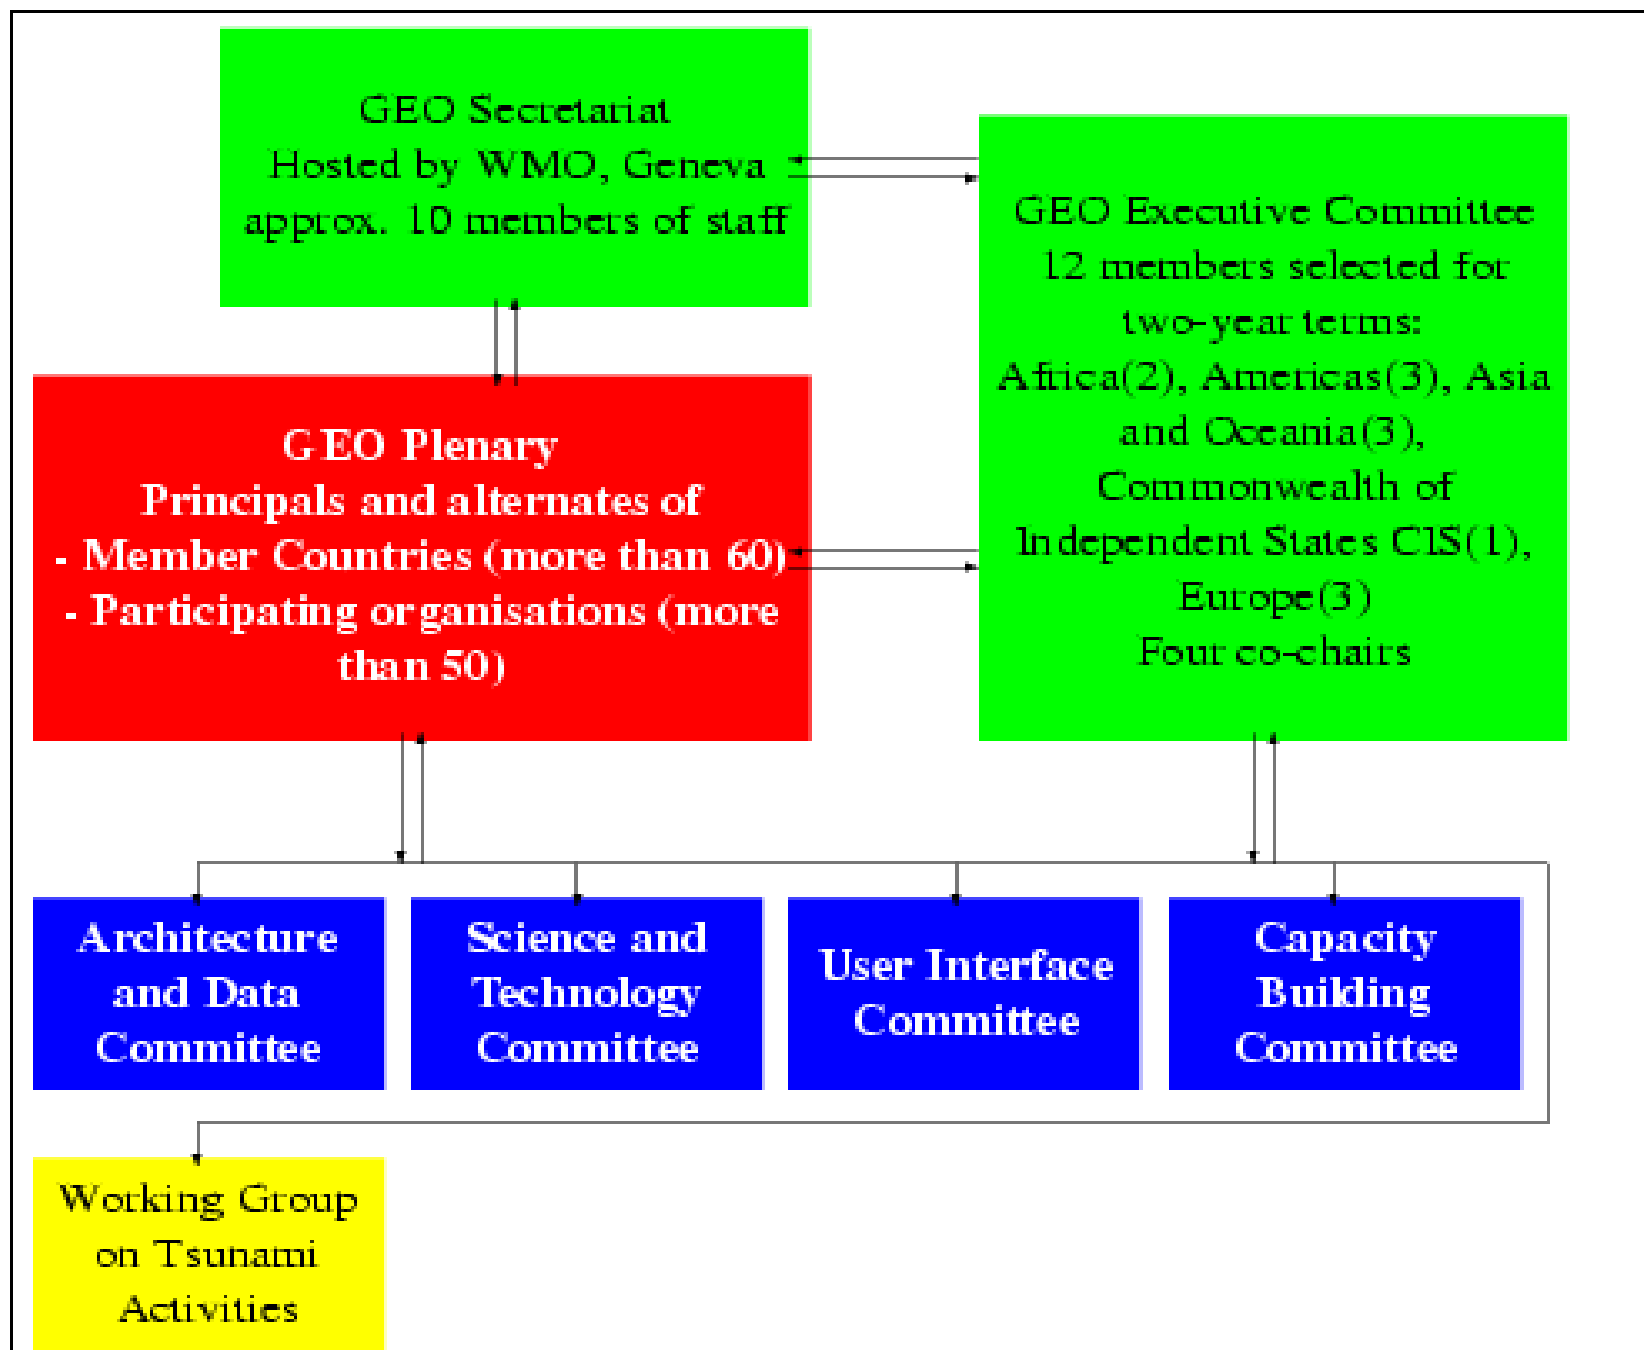 GEO Secretariat
Hosted by WMO, Geneva
approx. 10 members of staff
GEO Executive Committee
12 members selected for
two-year terms:
Africa(2), Americas(3), Asia
and Oceania(3),
Commonwealth of
Independent States CIS(1),
Europe(3)
Four co-chairs
GEO Plenary
Principals and alternates of
- Member Countries (more than 60)
- Participating organisations (more
than 50)
Architecture
and Data
Committee
Science and
Technology
Committee
User Interface
Committee
Capacity
Building
Committee
Working Group
on Tsunami
Activities